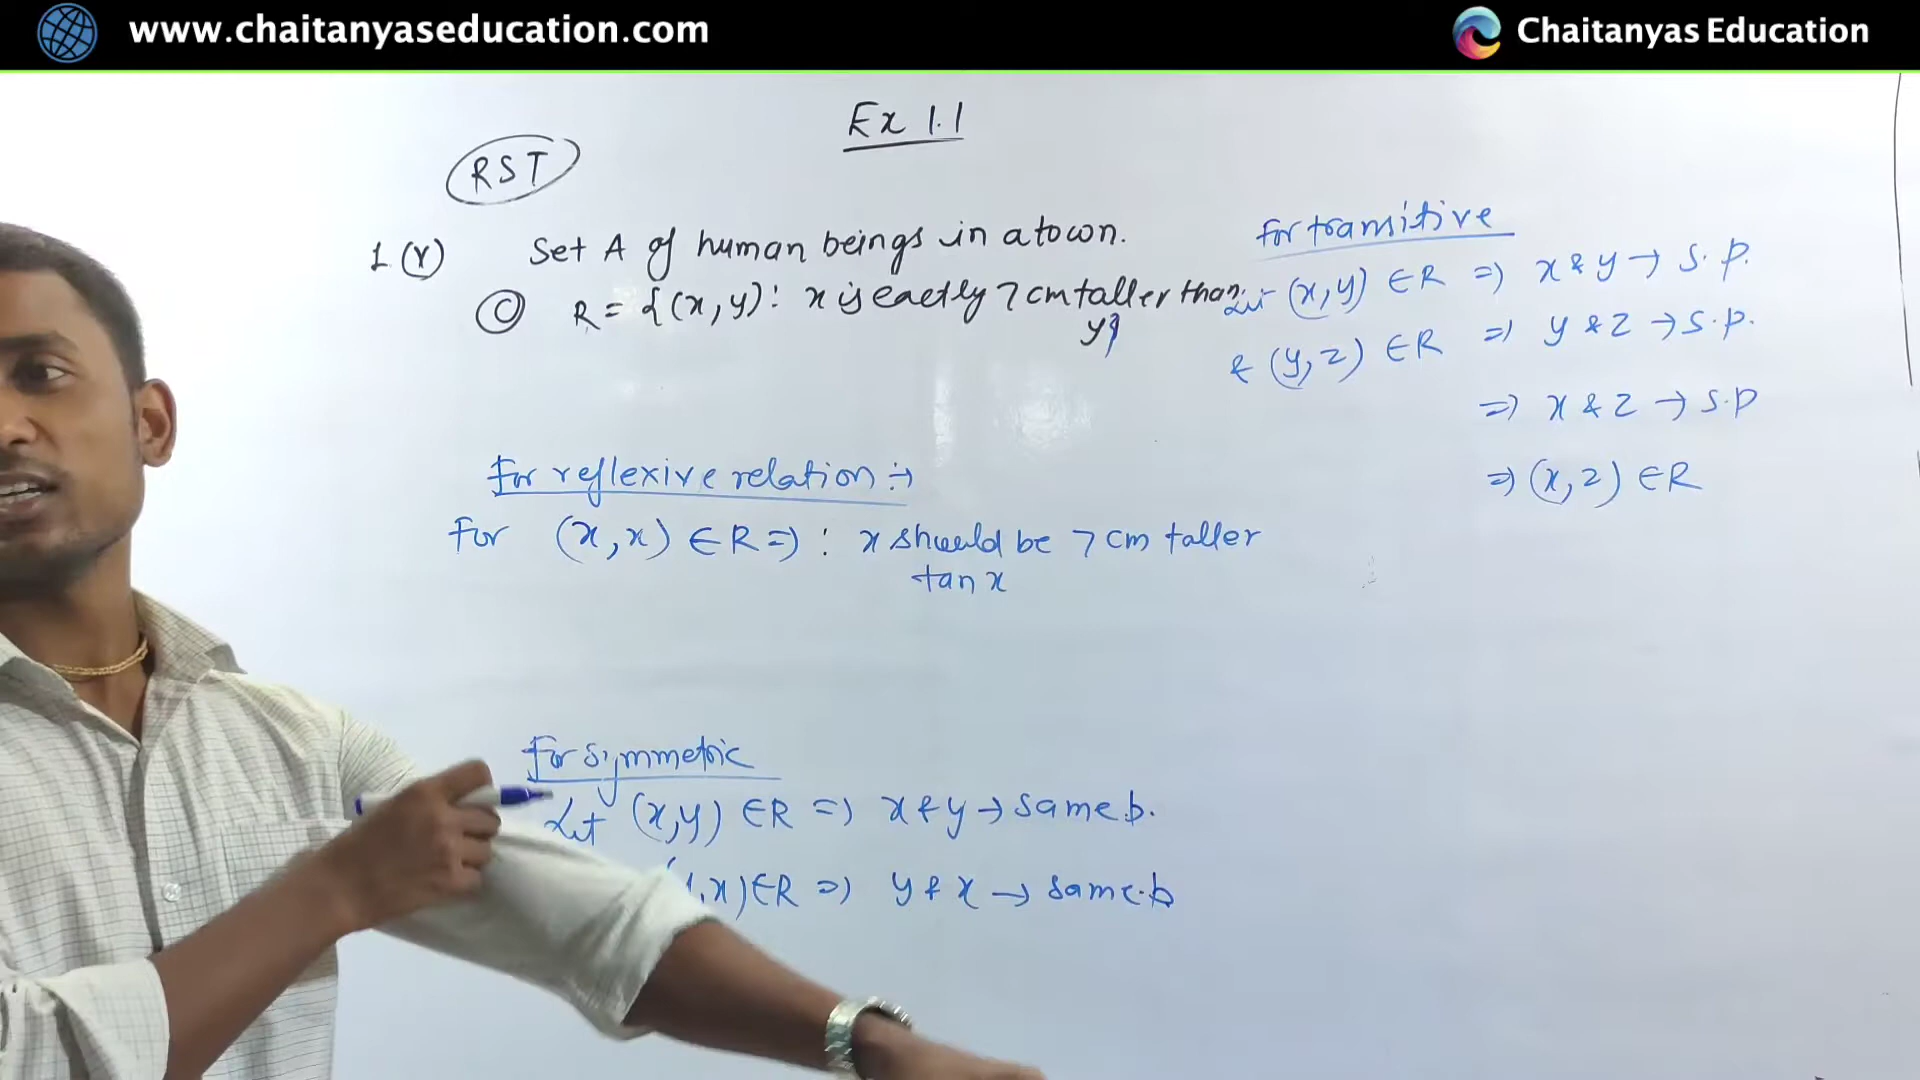 www.chaitanyaseducation.com
Chaitanyas Education
Ex 1.1
RST
1 (v) Set A of human beings in a town.
(c) R = {(x, y) : x is eactly 7 cm taller than
y}
For reflexive relation :→
For (x, x) ∈ R => : x should be 7 cm taller
tan x
For symmetric
Let (x, y) ∈ R => x & y → same p.
, x) ∈ R => y & x → same.p
For transitive
Let (x, y) ∈ R => x & y → s. p.
& (y, z) ∈ R => y & z → s. p.
=> x & z → s. p
=> (x, z) ∈ R